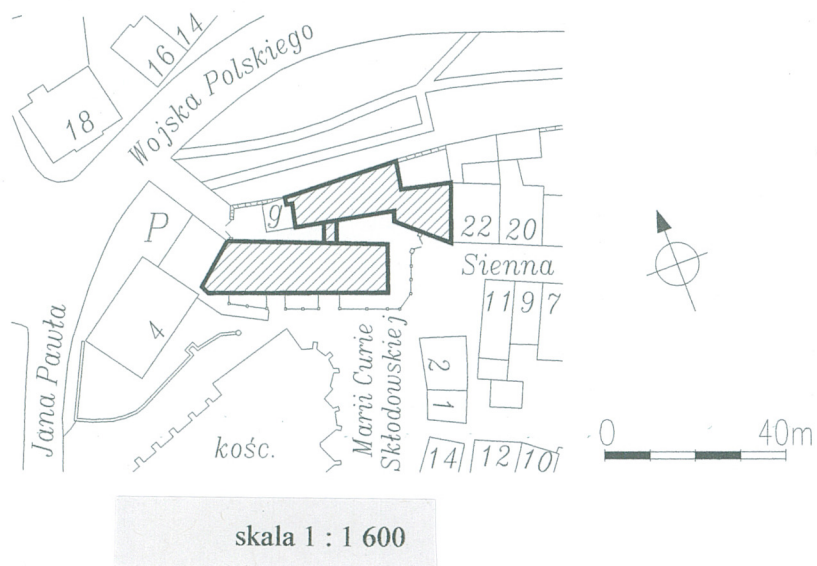 16 14
18
Wojska Polskiego
P
g
22 20
Sienna
11 9 7
4
Jana Pawła
Marii Curie
Skłodowskiej
2
1
kośc.
14 12 10
0 40m
skala 1 : 1 600